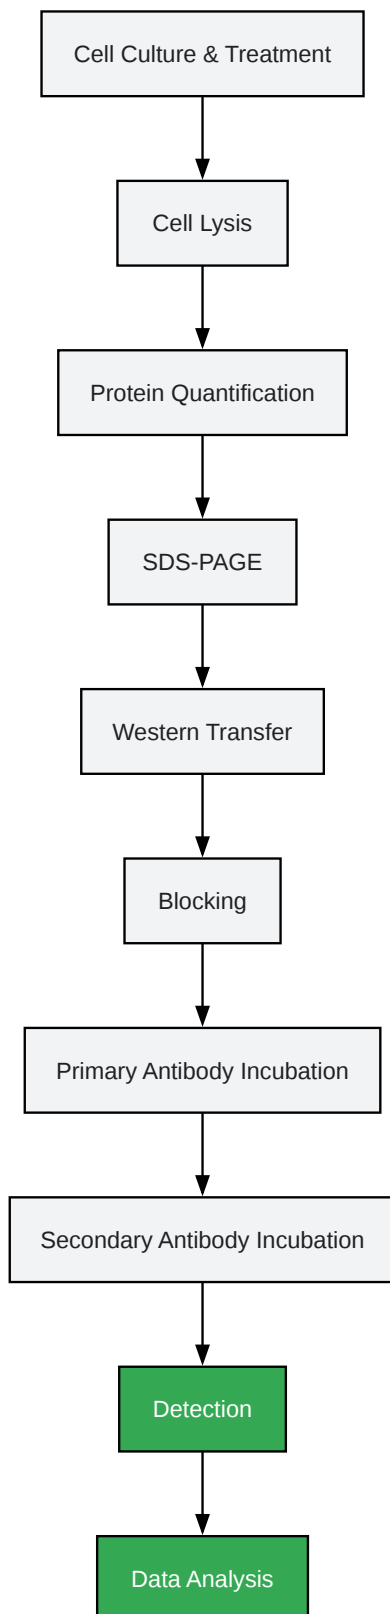 Cell Culture & Treatment
Cell Lysis
Protein Quantification
SDS-PAGE
Western Transfer
Blocking
Primary Antibody Incubation
Secondary Antibody Incubation
Detection
Data Analysis